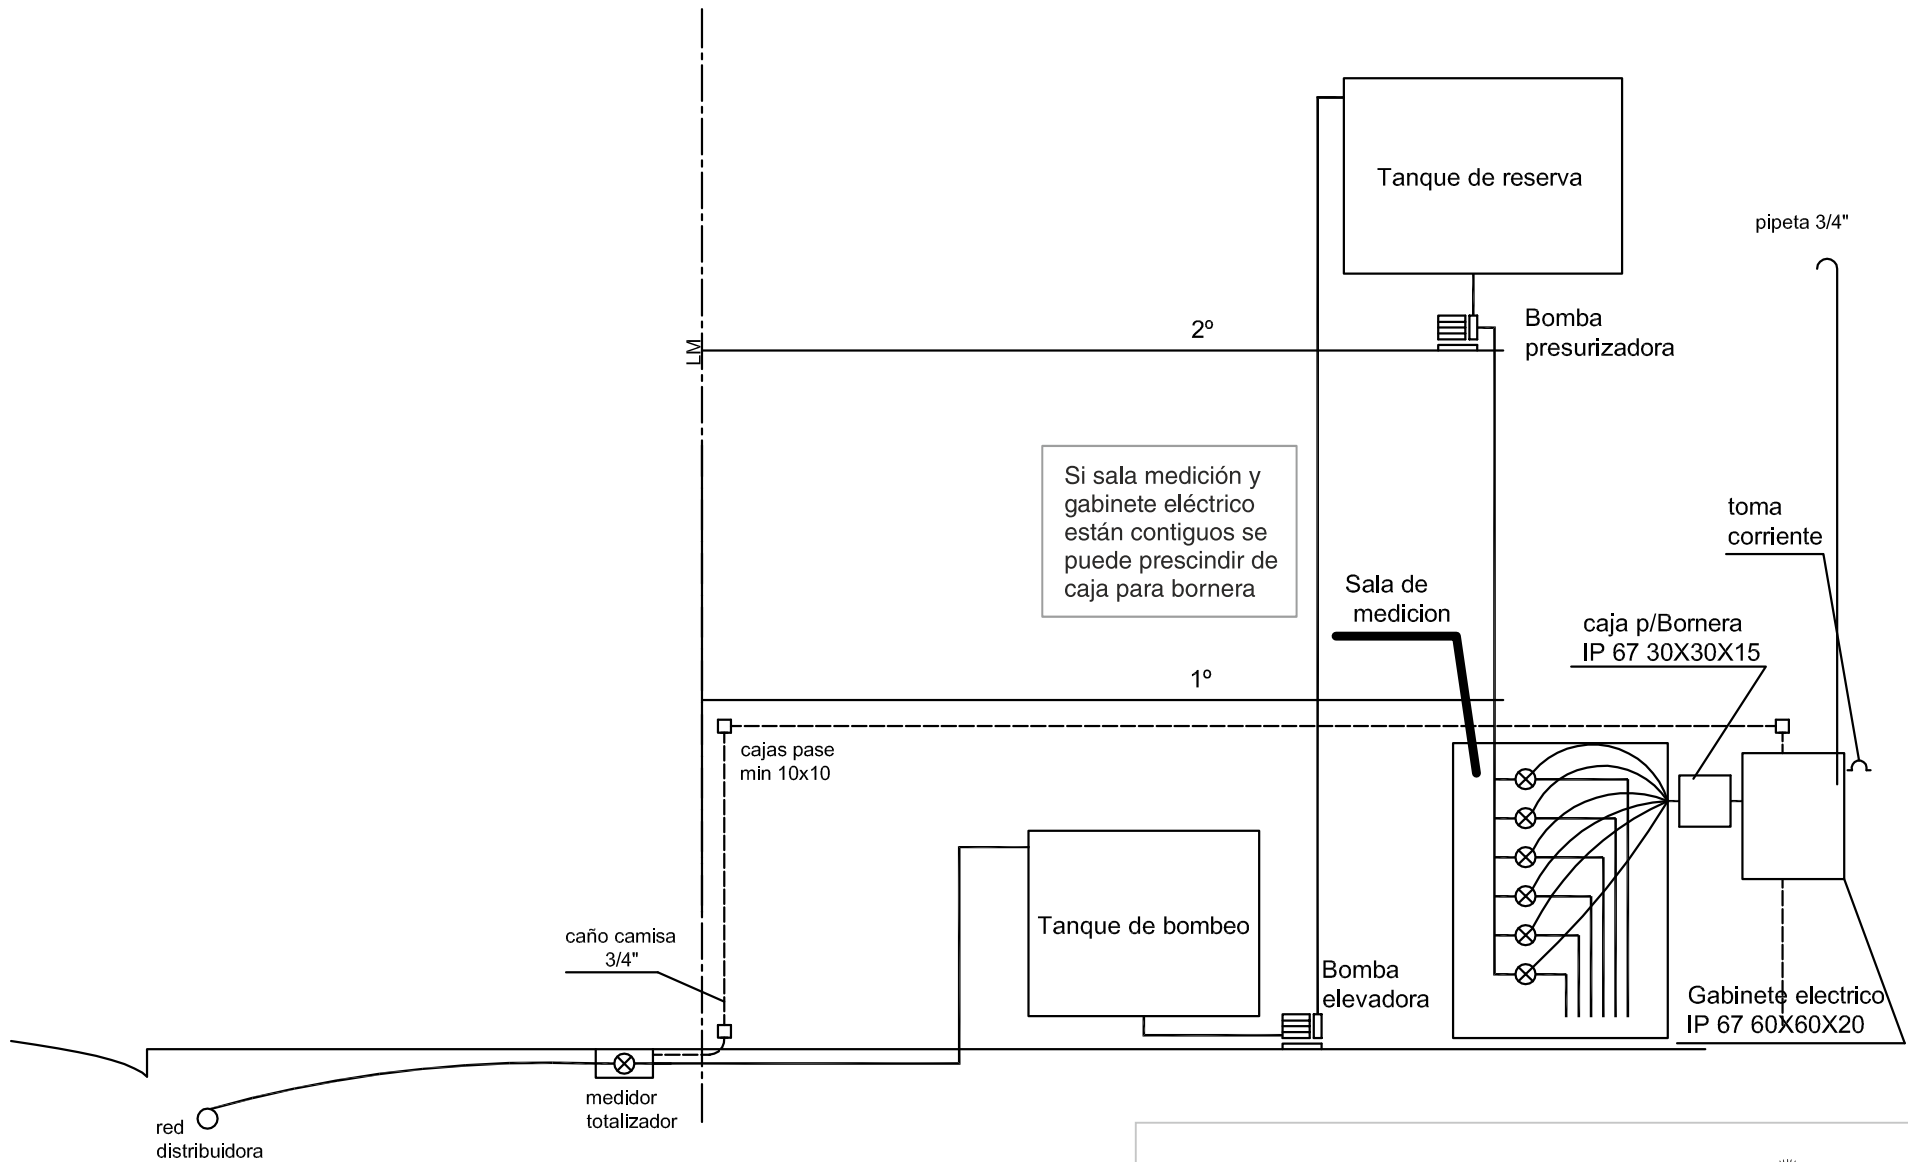 Tanque de reserva
pipeta 3/4"
2º
Bomba
presurizadora
LM
Si sala medición y
gabinete eléctrico
están contiguos se
puede prescindir de
caja para bornera
toma
corriente
Sala de
medicion
caja p/Bornera
IP 67 30X30X15
1º
cajas pase
min 10x10
Tanque de bombeo
caño camisa
3/4"
Bomba
elevadora
Gabinete electrico
IP 67 60X60X20
medidor
totalizador
red
distribuidora